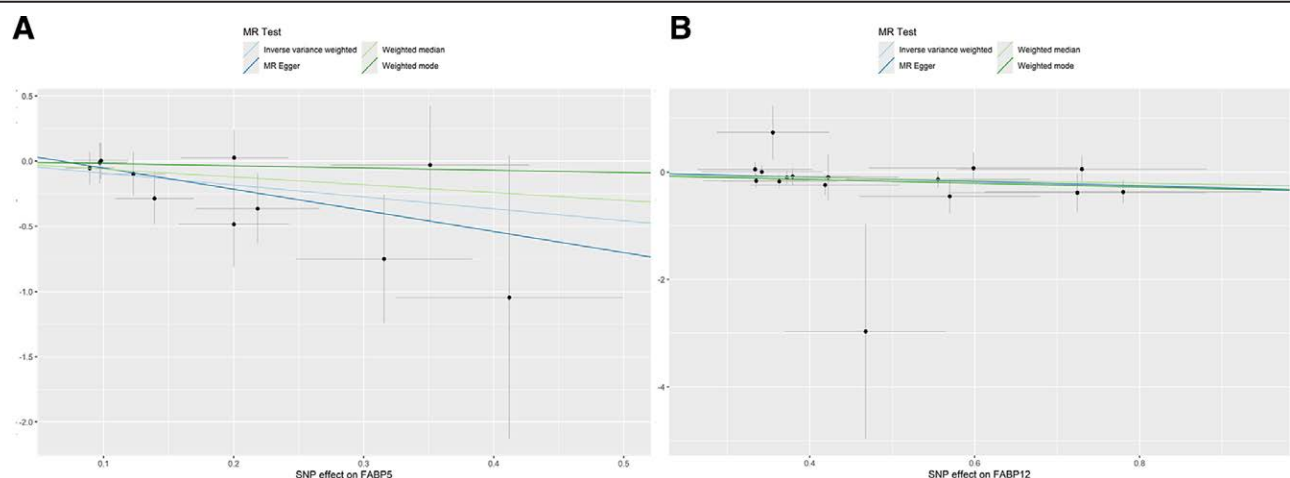 A
MR Test
Inverse variance weighted
Weighted median
MR Egger
Weighted mode
0.5
0.0
-0.5
-1.0
-1.5
-2.0
0.1
0.2
0.3
0.4
0.5
SNP effect on FABP5
B
MR Test
Inverse variance weighted
Weighted median
MR Egger
Weighted mode
0
-2
-4
0.4
0.6
0.8
SNP effect on FABP12